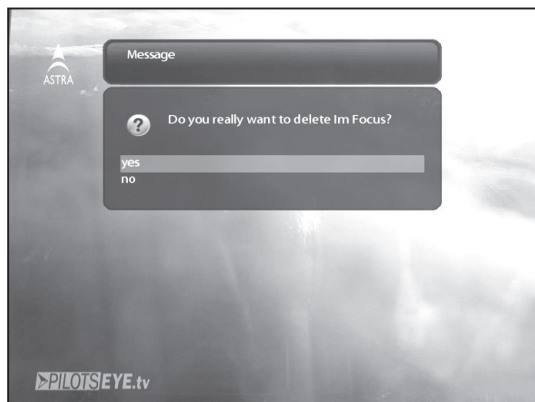 Message
ASTRA
Do you really want to delete Im Focus?
yes
no
PILOTSEYE.tv